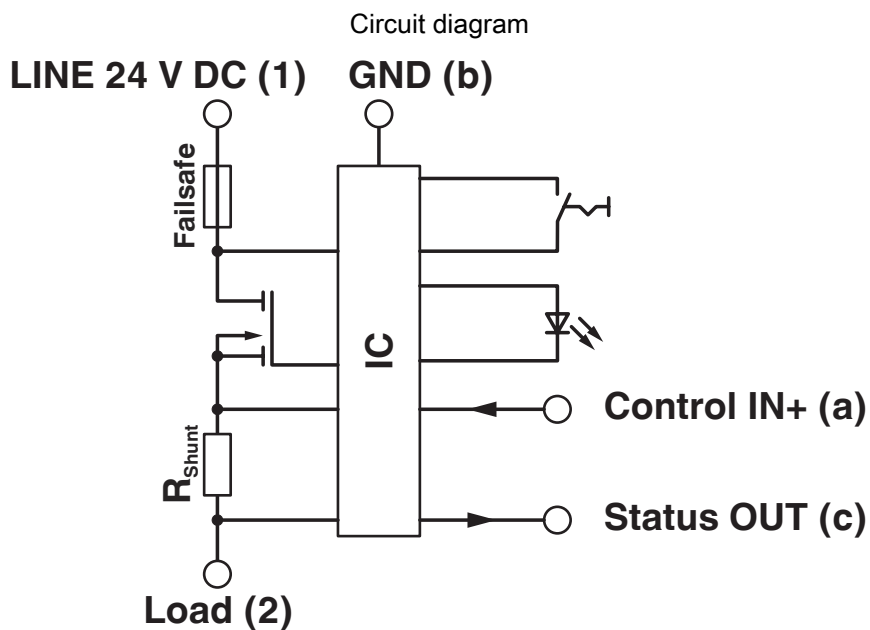 Circuit diagram
LINE 24 V DC (1)
GND (b)
Failsafe
IC
Control IN+ (a)
RShunt
Status OUT (c)
Load (2)